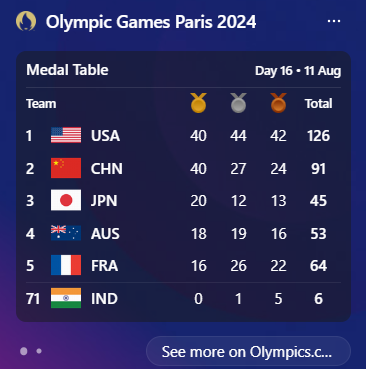 Olympic Games Paris 2024 ...
Medal Table Day 16 • 11 Aug
Team Total
1 USA 40 44 42 126
2 CHN 40 27 24 91
3 JPN 20 12 13 45
4 AUS 18 19 16 53
5 FRA 16 26 22 64
71 IND 0 1 5 6
See more on Olympics.c...